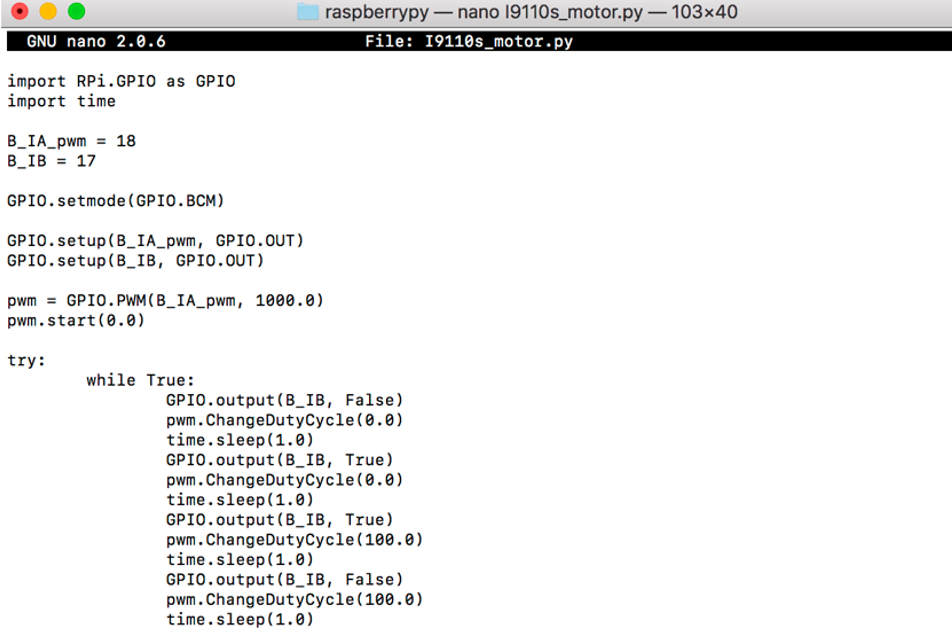 raspberrypy — nano I9110s_motor.py — 103×40
GNU nano 2.0.6 File: I9110s_motor.py
import RPi.GPIO as GPIO
import time
B_IA_pwm = 18
B_IB = 17
GPIO.setmode(GPIO.BCM)
GPIO.setup(B_IA_pwm, GPIO.OUT)
GPIO.setup(B_IB, GPIO.OUT)
pwm = GPIO.PWM(B_IA_pwm, 1000.0)
pwm.start(0.0)
try:
while True:
GPIO.output(B_IB, False)
pwm.ChangeDutyCycle(0.0)
time.sleep(1.0)
GPIO.output(B_IB, True)
pwm.ChangeDutyCycle(0.0)
time.sleep(1.0)
GPIO.output(B_IB, True)
pwm.ChangeDutyCycle(100.0)
time.sleep(1.0)
GPIO.output(B_IB, False)
pwm.ChangeDutyCycle(100.0)
time.sleep(1.0)